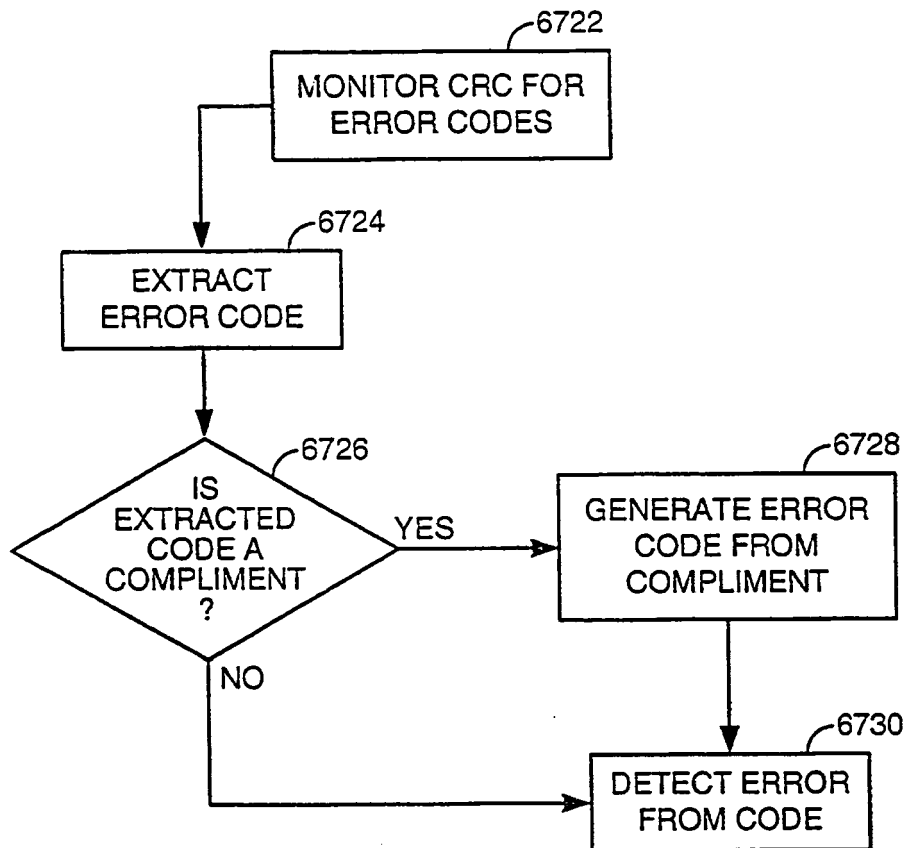 6722
MONITOR CRC FOR
ERROR CODES
6724
EXTRACT
ERROR CODE
6726
IS
EXTRACTED
CODE A
COMPLIMENT
?
YES
NO
6728
GENERATE ERROR
CODE FROM
COMPLIMENT
6730
DETECT ERROR
FROM CODE